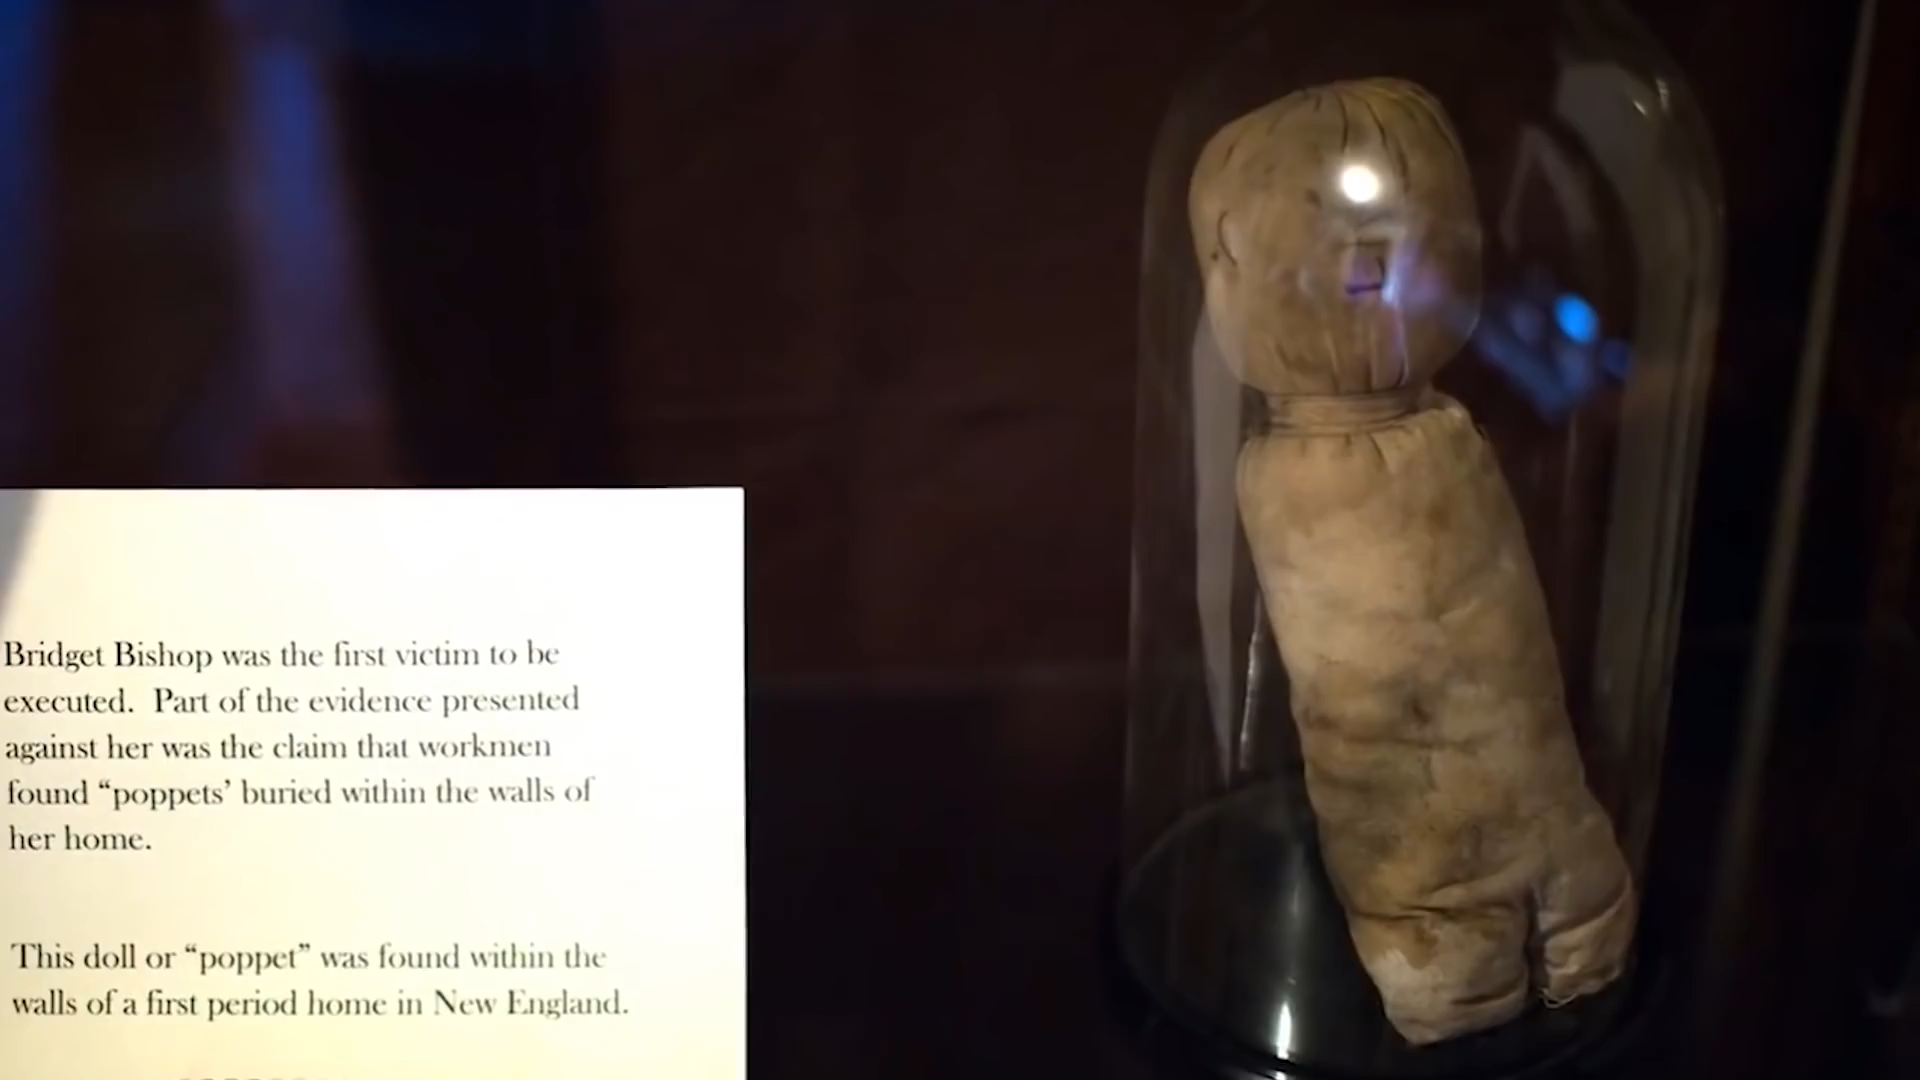 Bridget Bishop was the first victim to be
executed. Part of the evidence presented
against her was the claim that workmen
found “poppets’ buried within the walls of
her home.
This doll or “poppet” was found within the
walls of a first period home in New England.